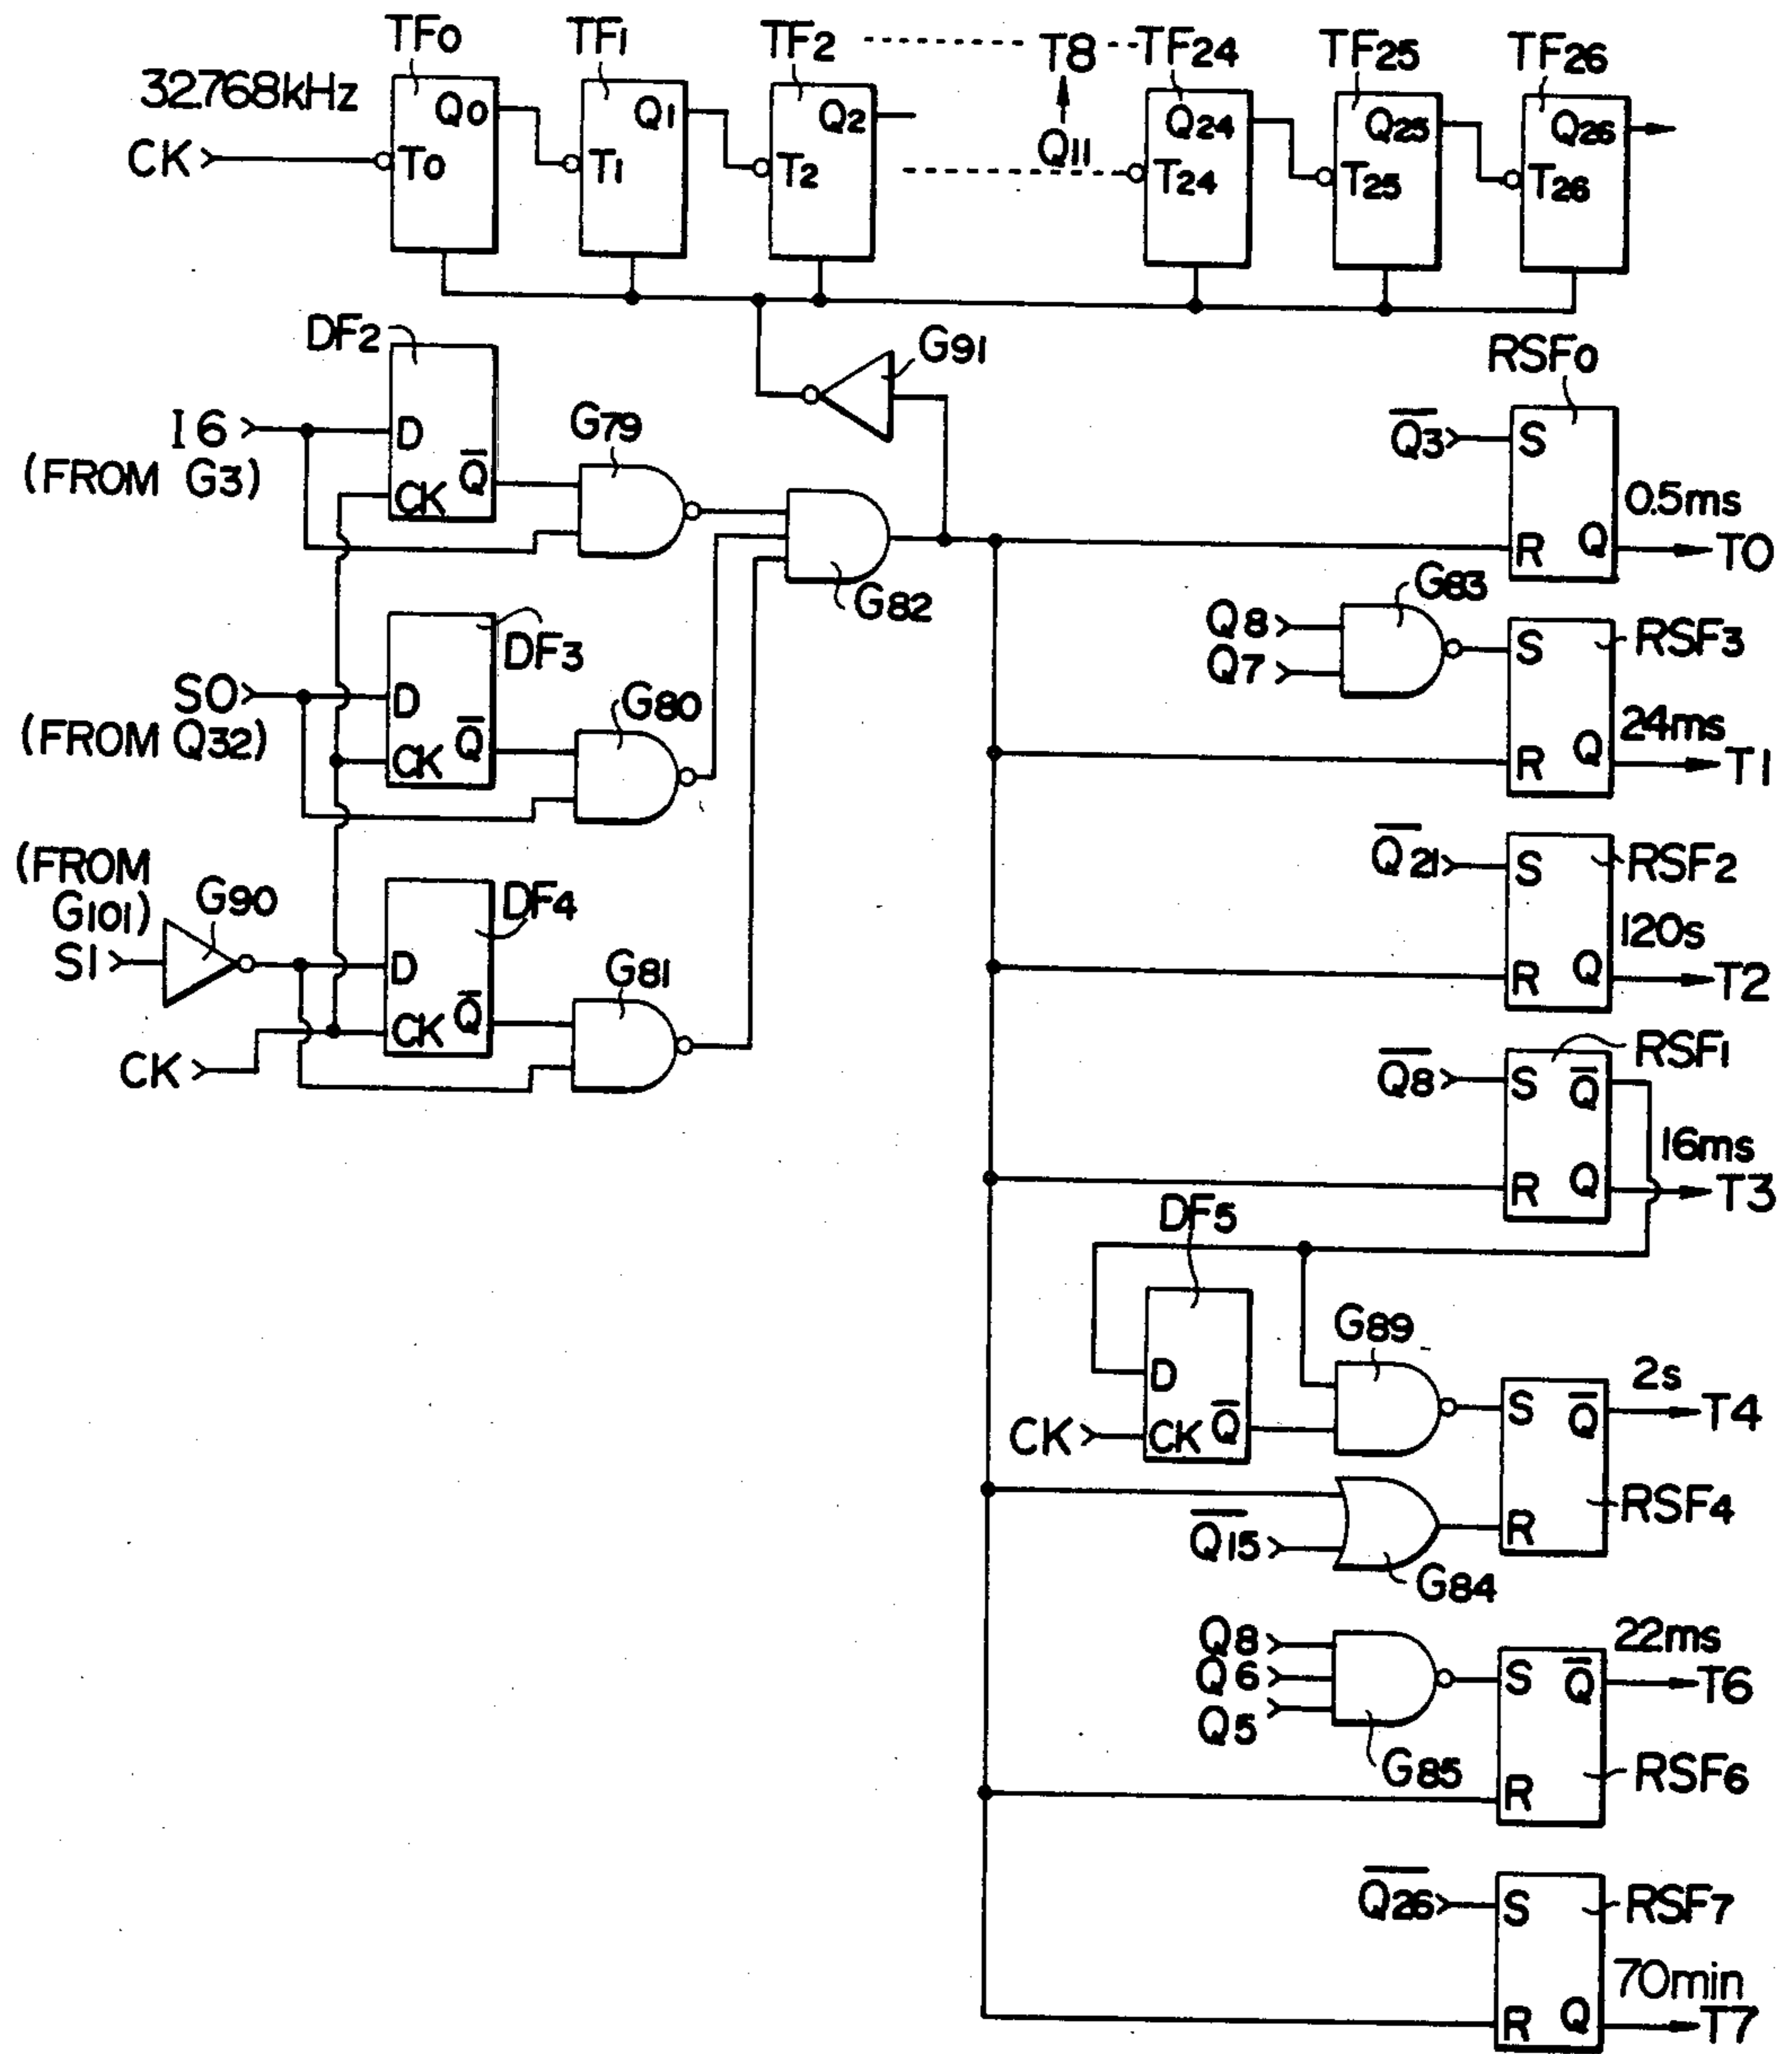 TF0 TF1 TF2 T8 TF24 TF25 TF26
32.768kHz
Q0 Q1 Q2 Q11 Q24 Q25 Q26
CK T0 T1 T2 T24 T25 T26
DF2
G91
RSF0
I6
(FROM G3)
D
CK Q̅
G79
G82
Q̅3 S
R Q
0.5ms
T0
G83
Q8
Q7
S
R Q
RSF3
24ms
T1
DF3
S0
(FROM Q32)
D
CK Q̅
G80
Q̅21 S
R Q
RSF2
120s
T2
(FROM
G101)
S1
G90
DF4
D
CK Q̅
CK
G81
Q̅8 S Q̅
R Q
RSF1
16ms
T3
DF5
D
CK CK Q̅
G89
S Q̅
R
2s
T4
RSF4
Q̅15
G84
Q8
Q6
Q5
G85
S Q̅
R
22ms
T6
RSF6
Q̅26 S
R Q
RSF7
70min
T7